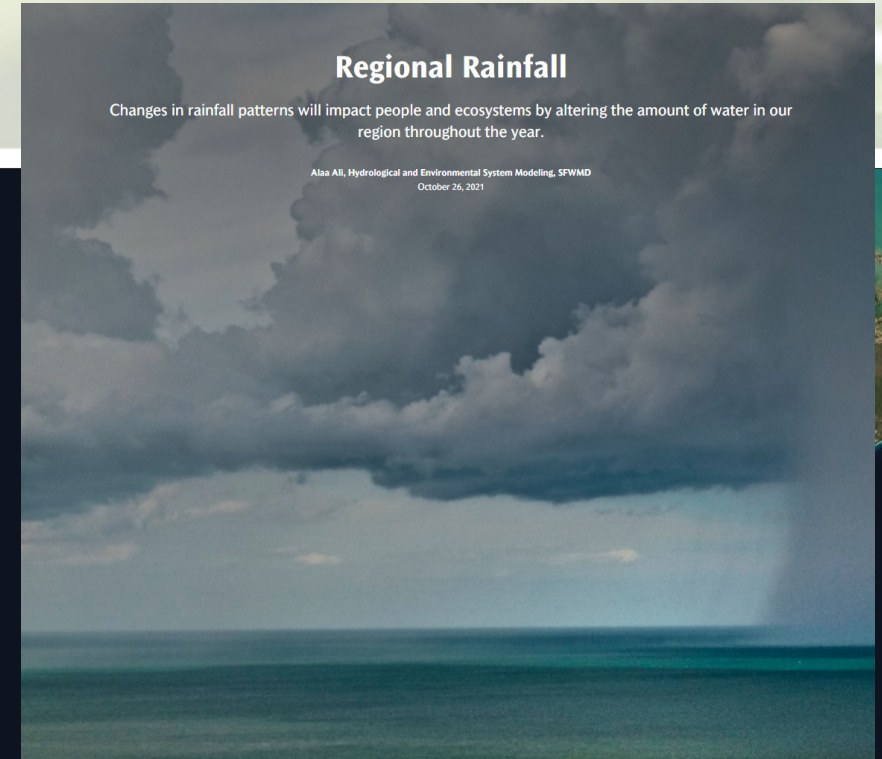 Regional Rainfall
Changes in rainfall patterns will impact people and ecosystems by altering the amount of water in our
region throughout the year.
Alaa Ali, Hydrological and Environmental System Modeling, SFWMD
October 26, 2021